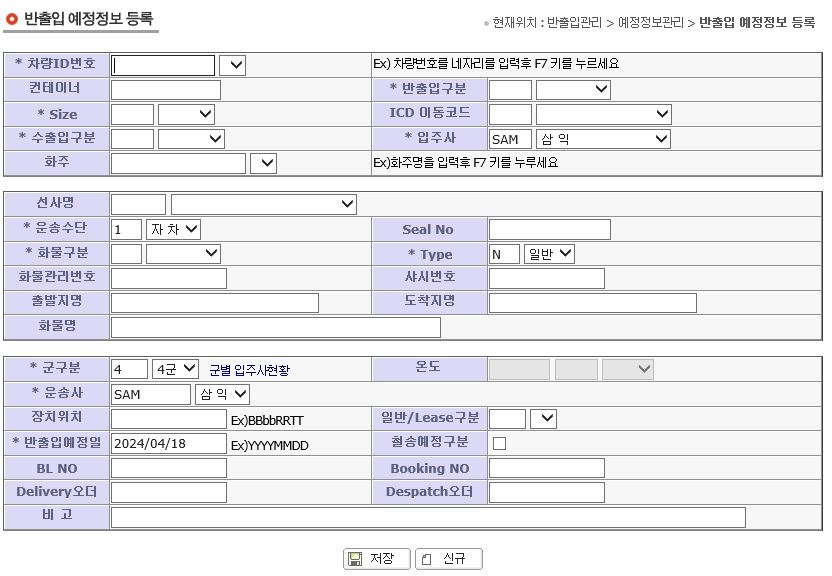 반출입 예정정보 등록
현재위치 : 반출입관리 > 예정정보관리 > 반출입 예정정보 등록
* 차량ID번호 Ex) 차량번호를 네자리를 입력후 F7 키를 누르세요
컨테이너 * 반출입구분
* Size ICD 이동코드
* 수출입구분 * 입주사 SAM 삼 익
화주 Ex)화주명을 입력후 F7 키를 누루세요
선사명
* 운송수단 1 자 차 Seal No
* 화물구분 * Type N 일반
화물관리번호 샤시번호
출발지명 도착지명
화물명
* 군구분 4 4군 군별 입주사현황 온도
* 운송사 SAM 삼 익
장치위치 Ex)BBbbRRTT 일반/Lease구분
* 반출입예정일 2024/04/18 Ex)YYYYMMDD 철송예정구분
BL NO Booking NO
Delivery오더 Despatch오더
비 고
저장 신규